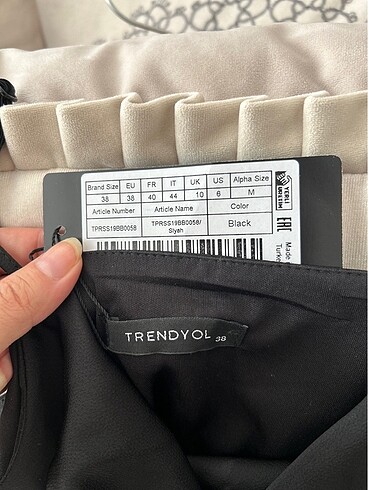 Brand Size EU FR IT UK US Alpha Size
38 38 40 44 10 6 M
Article Number Article Name Color
TPRSS19BB0058 TPRSS19BB0058/ Siyah Black
YERLİ ÜRETİM
EAC
Made
Turk
TRENDYOL 38